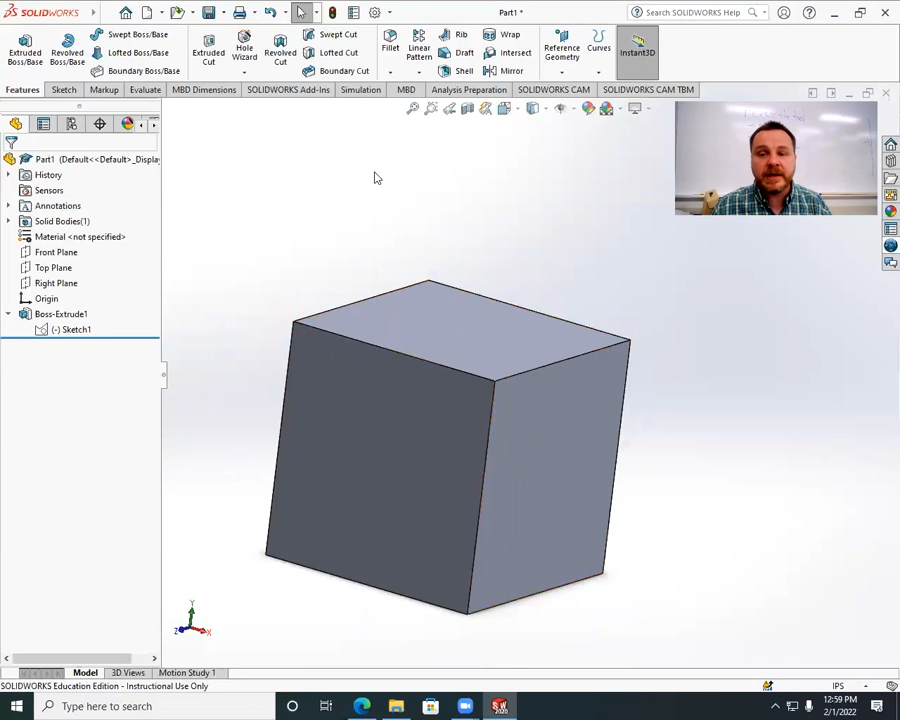 SOLIDWORKS
Part1 *
Search SOLIDWORKS Help
Extruded Boss/Base
Revolved Boss/Base
Swept Boss/Base
Lofted Boss/Base
Boundary Boss/Base
Extruded Cut
Hole Wizard
Revolved Cut
Swept Cut
Lofted Cut
Boundary Cut
Fillet
Linear Pattern
Rib
Draft
Shell
Wrap
Intersect
Mirror
Reference Geometry
Curves
Instant3D
Features
Sketch
Markup
Evaluate
MBD Dimensions
SOLIDWORKS Add-Ins
Simulation
MBD
Analysis Preparation
SOLIDWORKS CAM
SOLIDWORKS CAM TBM
Part1 (Default<<Default>_Displa
History
Sensors
Annotations
Solid Bodies(1)
Material <not specified>
Front Plane
Top Plane
Right Plane
Origin
Boss-Extrude1
(-) Sketch1
Y
Z
X
Model
3D Views
Motion Study 1
SOLIDWORKS Education Edition - Instructional Use Only
IPS
Type here to search
SW
2020
12:59 PM
2/1/2022